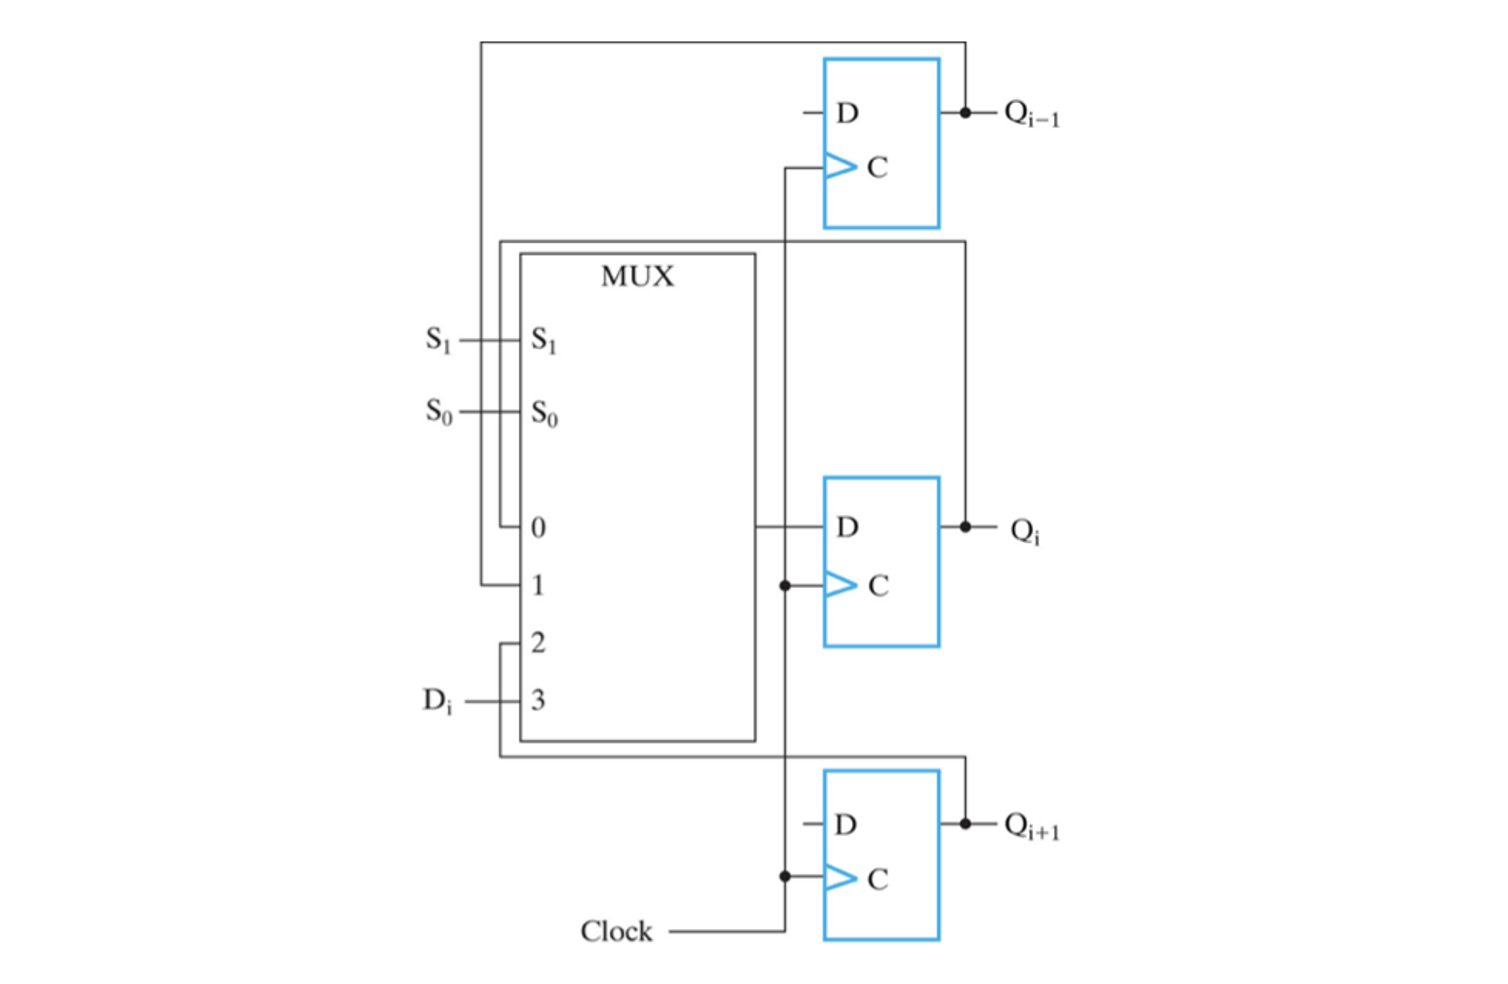 D Q_{i−1}
C
MUX
S_1 S_1
S_0 S_0
0 D Q_i
1 C
2
D_i 3
D Q_{i+1}
C
Clock